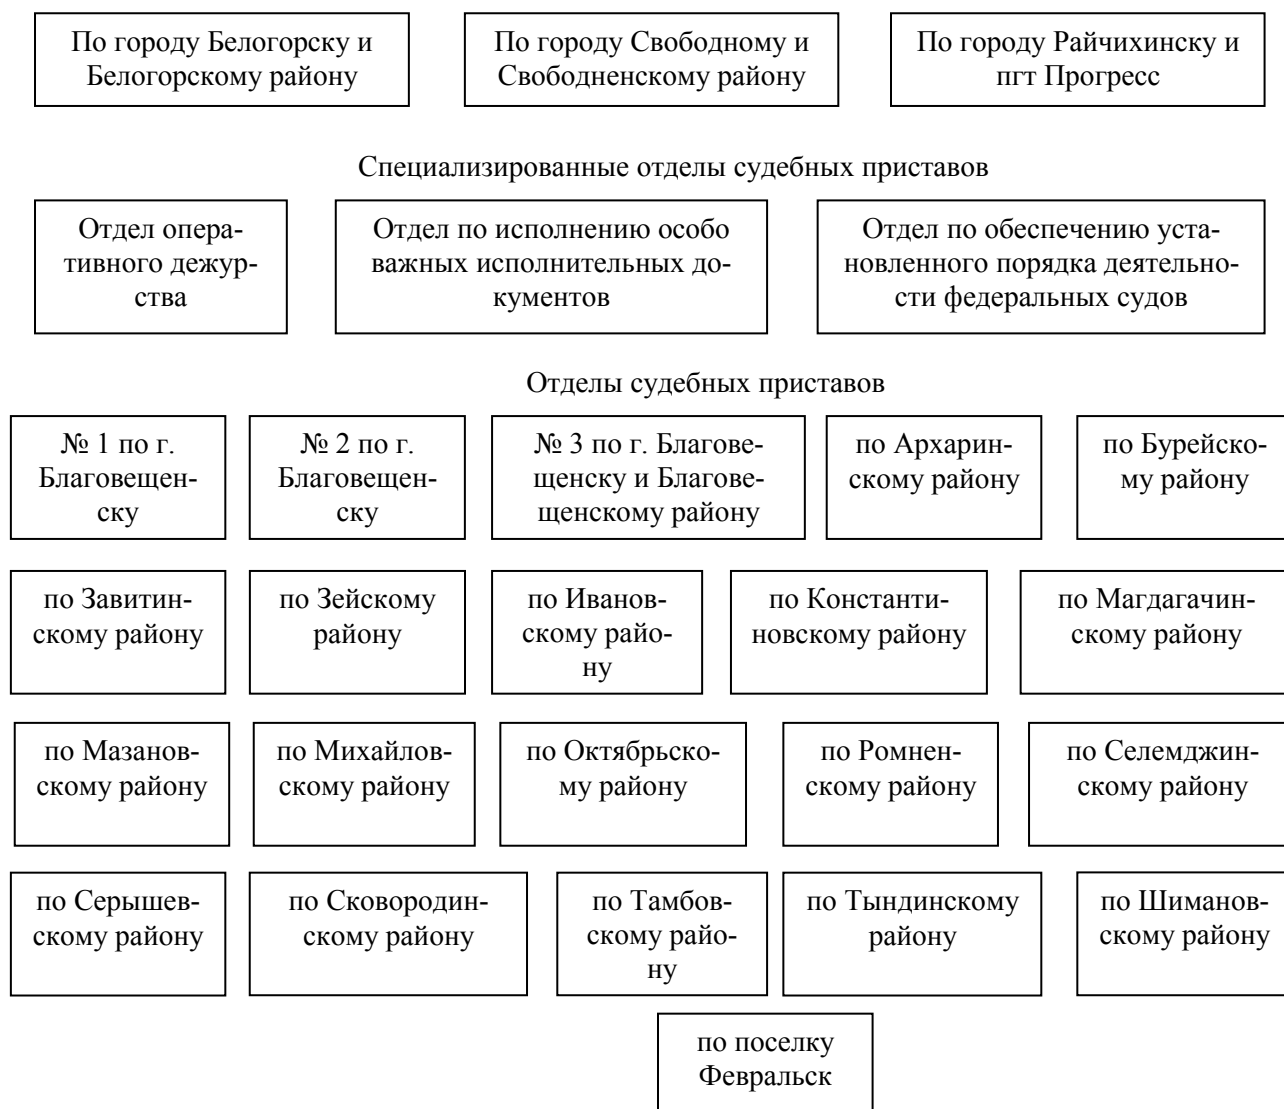 По городу Белогорску и
Белогорскому району
По городу Свободному и
Свободненскому району
По городу Райчихинску и
пгт Прогресс
Специализированные отделы судебных приставов
Отдел опера-
тивного дежур-
ства
Отдел по исполнению особо
важных исполнительных до-
кументов
Отдел по обеспечению уста-
новленного порядка деятельно-
сти федеральных судов
Отделы судебных приставов
№ 1 по г.
Благовещен-
ску
№ 2 по г.
Благовещен-
ску
№ 3 по г. Благове-
щенску и Благове-
щенскому району
по Архарин-
скому району
по Бурейско-
му району
по Завитин-
скому району
по Зейскому
району
по Иванов-
скому райо-
ну
по Константи-
новскому району
по Магдагачин-
скому району
по Мазанов-
скому району
по Михайлов-
скому району
по Октябрьско-
му району
по Ромнен-
скому району
по Селемджин-
скому району
по Серышев-
скому району
по Сковородин-
скому району
по Тамбов-
скому райо-
ну
по Тындинскому
району
по Шиманов-
скому району
по поселку
Февральск